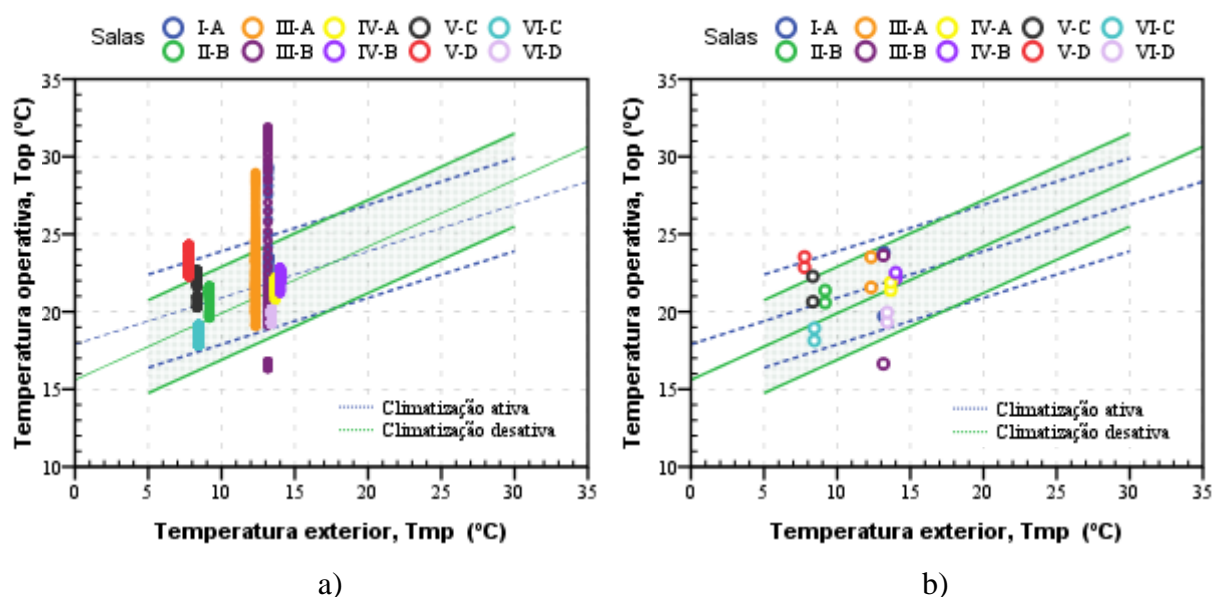 Salas I-A III-A IV-A V-C VI-C
II-B III-B IV-B V-D VI-D
Temperatura operativa, Top (ºC)
35
30
25
20
15
10
Climatização ativa
Climatização desativa
0 5 10 15 20 25 30 35
Temperatura exterior, Tmp (ºC)
a)
Salas I-A III-A IV-A V-C VI-C
II-B III-B IV-B V-D VI-D
Temperatura operativa, Top (ºC)
35
30
25
20
15
10
Climatização ativa
Climatização desativa
0 5 10 15 20 25 30 35
Temperatura exterior, Tmp (ºC)
b)